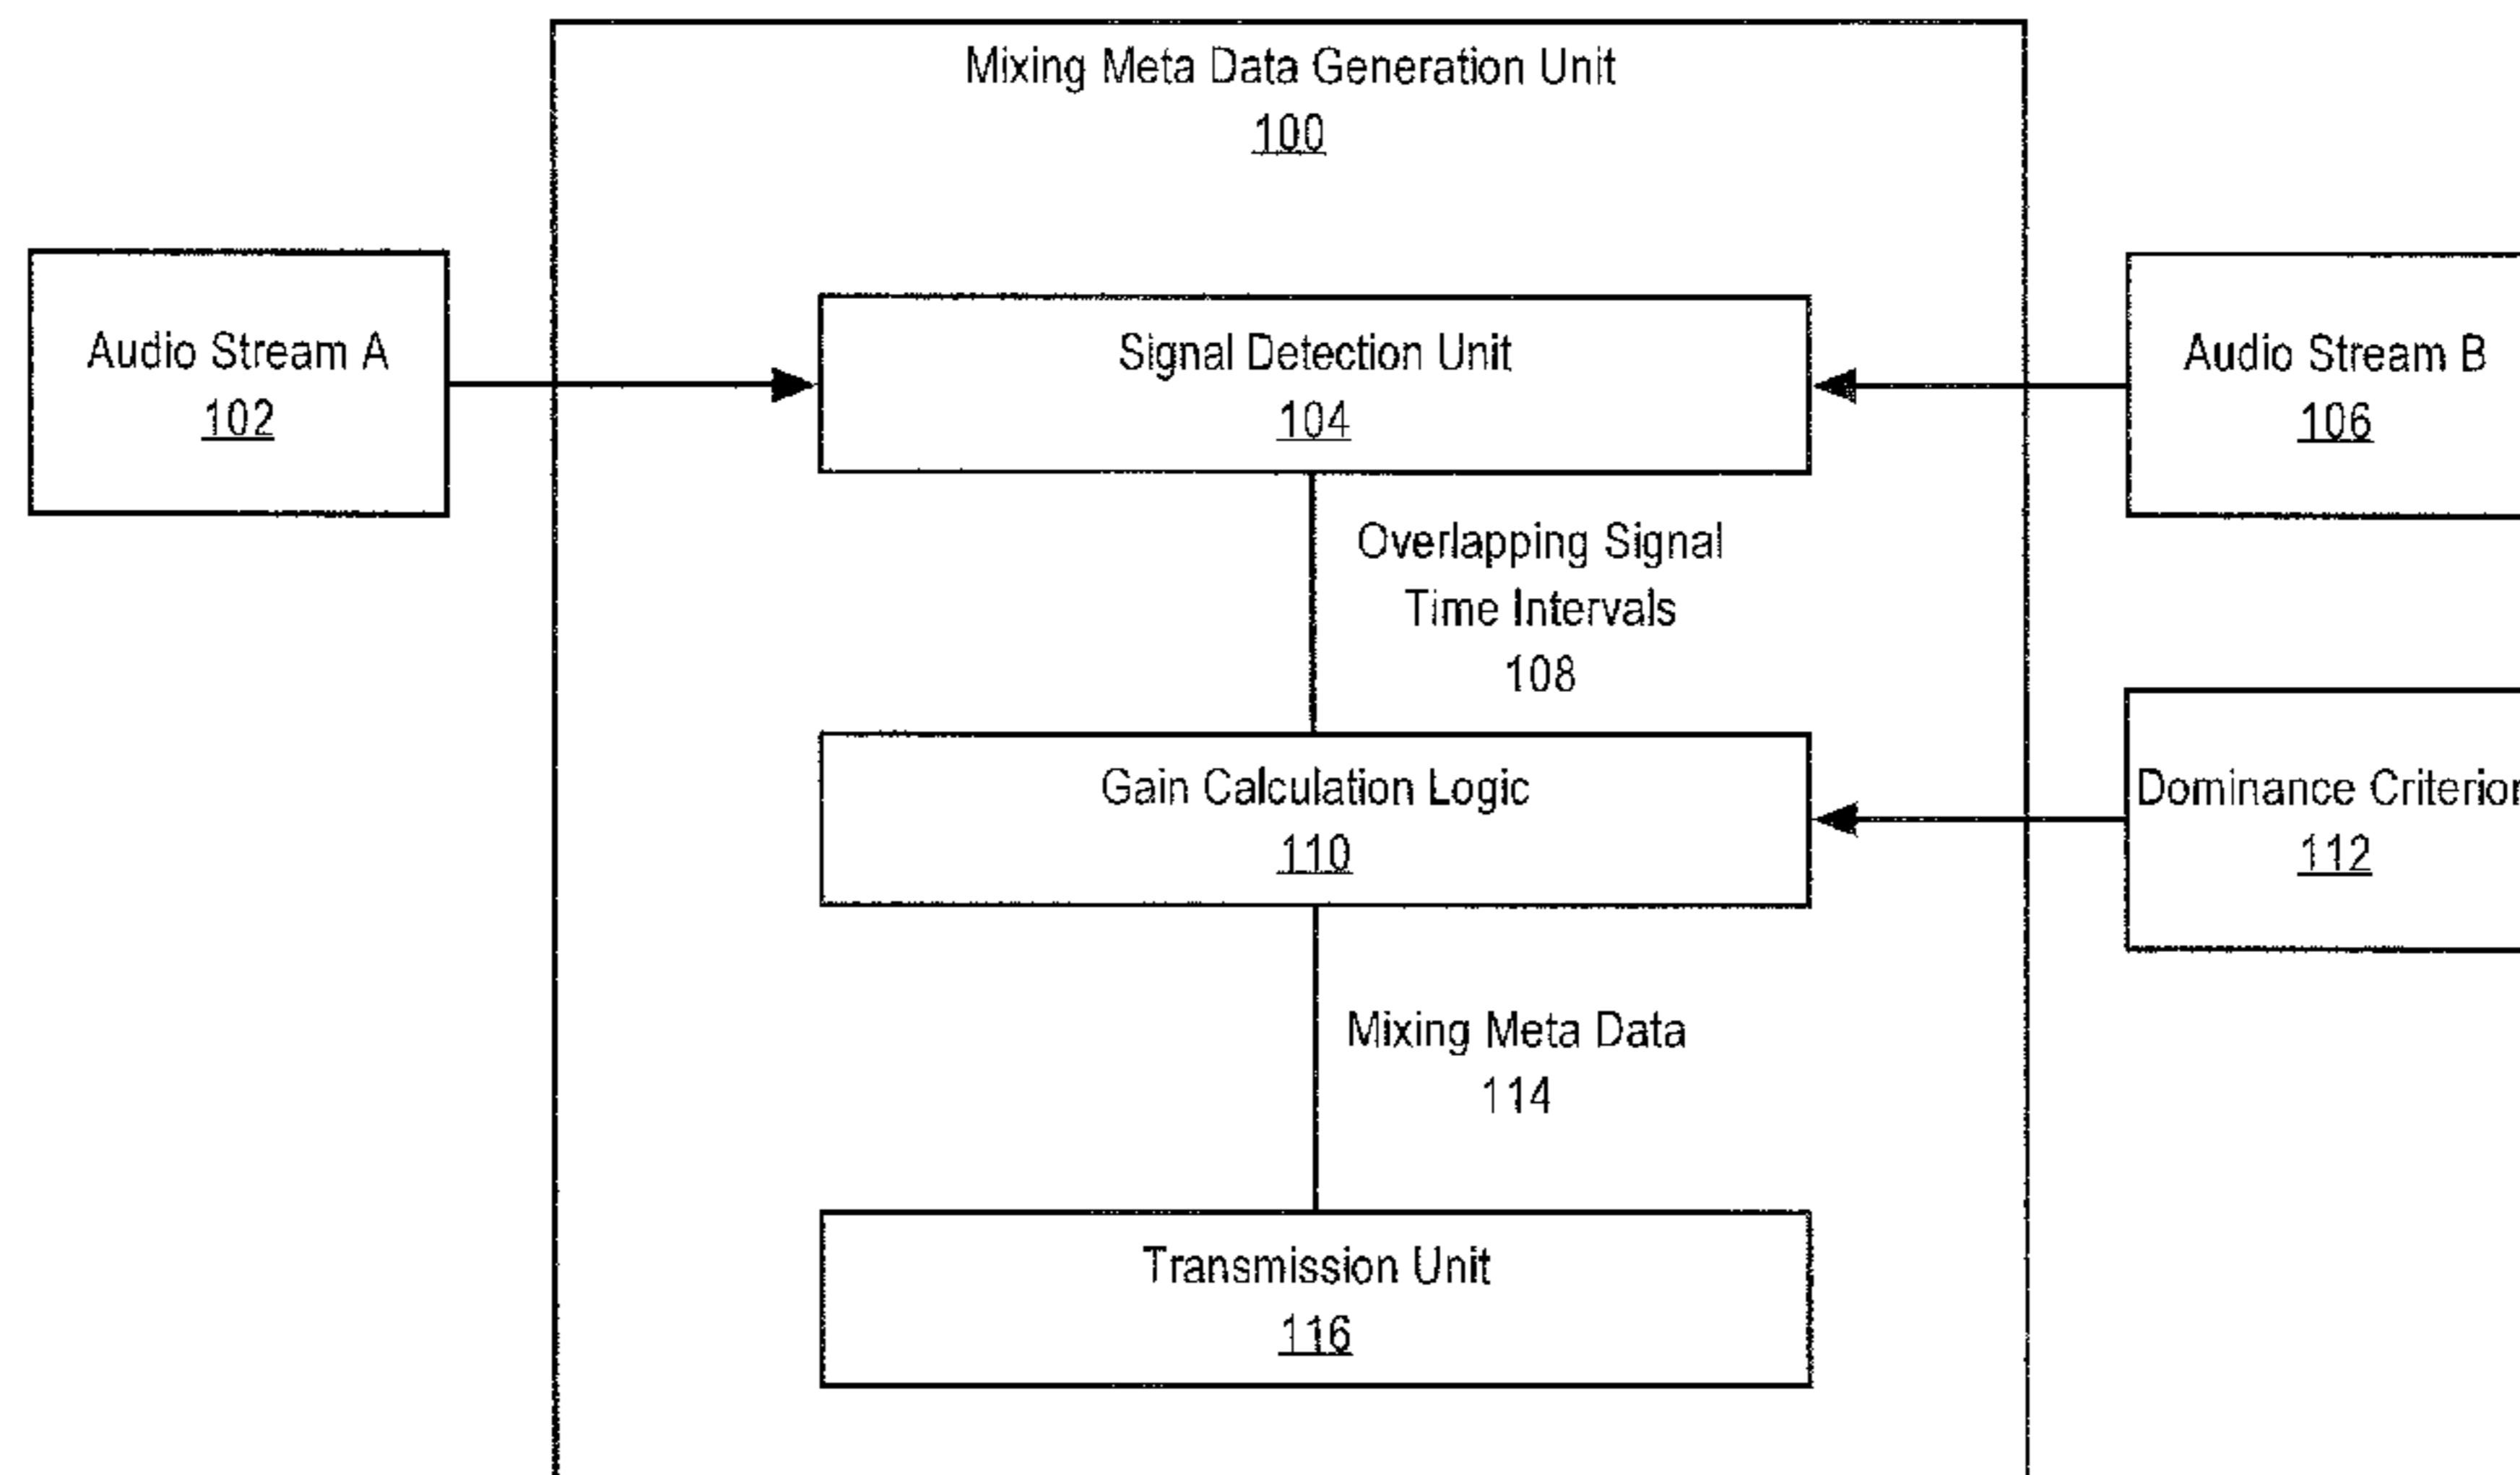 Mixing Meta Data Generation Unit
100
Audio Stream A
102
Signal Detection Unit
104
Audio Stream B
106
Overlapping Signal
Time Intervals
108
Gain Calculation Logic
110
Dominance Criterion
112
Mixing Meta Data
114
Transmission Unit
116